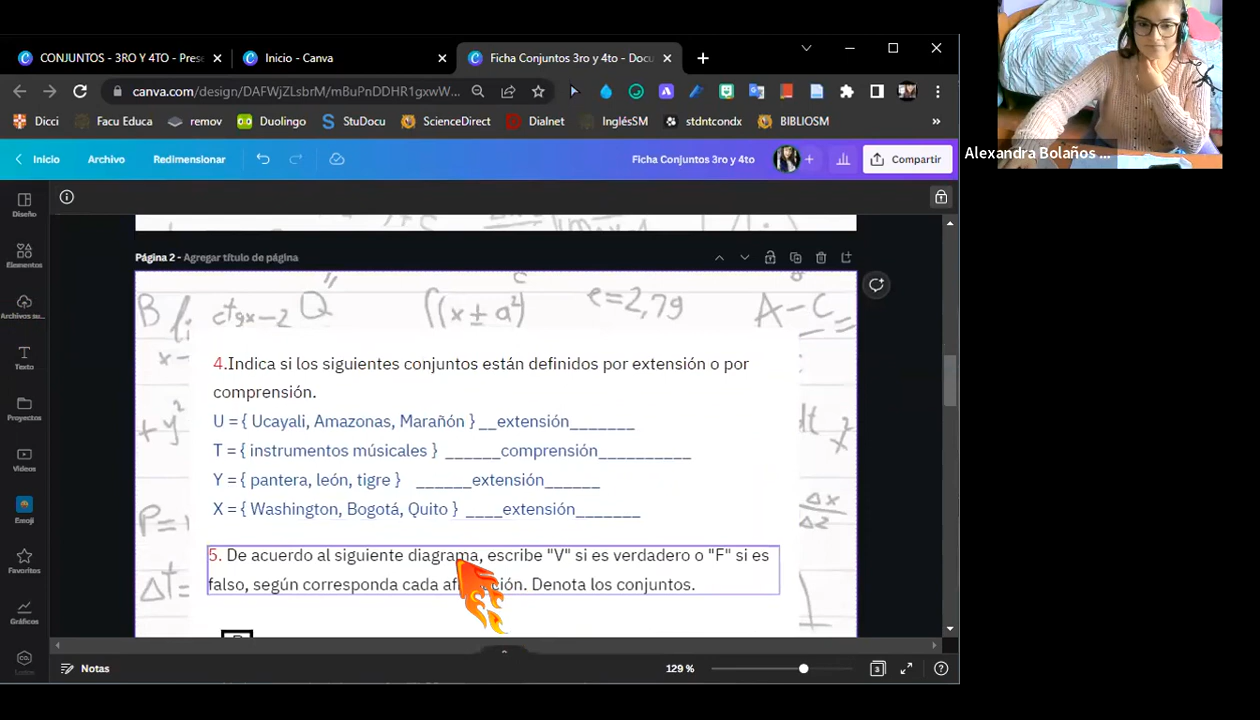 CONJUNTOS - 3RO Y 4TO - Prese
Inicio - Canva
Ficha Conjuntos 3ro y 4to - Docu
canva.com/design/DAFWjZLsbrM/mBuPnDDHR1gxwW...
Dicci
Facu Educa
remov
Duolingo
StuDocu
ScienceDirect
Dialnet
InglésSM
stdntcondx
BIBLIOSM
»
Inicio
Archivo
Redimensionar
Ficha Conjuntos 3ro y 4to
Compartir
Alexandra Bolaños ...
Diseño
Elementos
Archivos su...
Texto
Proyectos
Videos
Emoji
Favoritos
Gráficos
Página 2 - Agregar título de página
ctgx-2 Q
((x ± a²)
e=2,79
A-C
4.Indica si los siguientes conjuntos están definidos por extensión o por
comprensión.
U = { Ucayali, Amazonas, Marañón } __extensión_______
T = { instrumentos músicales } ______comprensión__________
Y = { pantera, león, tigre } ______extensión______
X = { Washington, Bogotá, Quito } ____extensión_______
5. De acuerdo al siguiente diagrama, escribe "V" si es verdadero o "F" si es
falso, según corresponda cada ción. Denota los conjuntos.
Notas
129 %
3